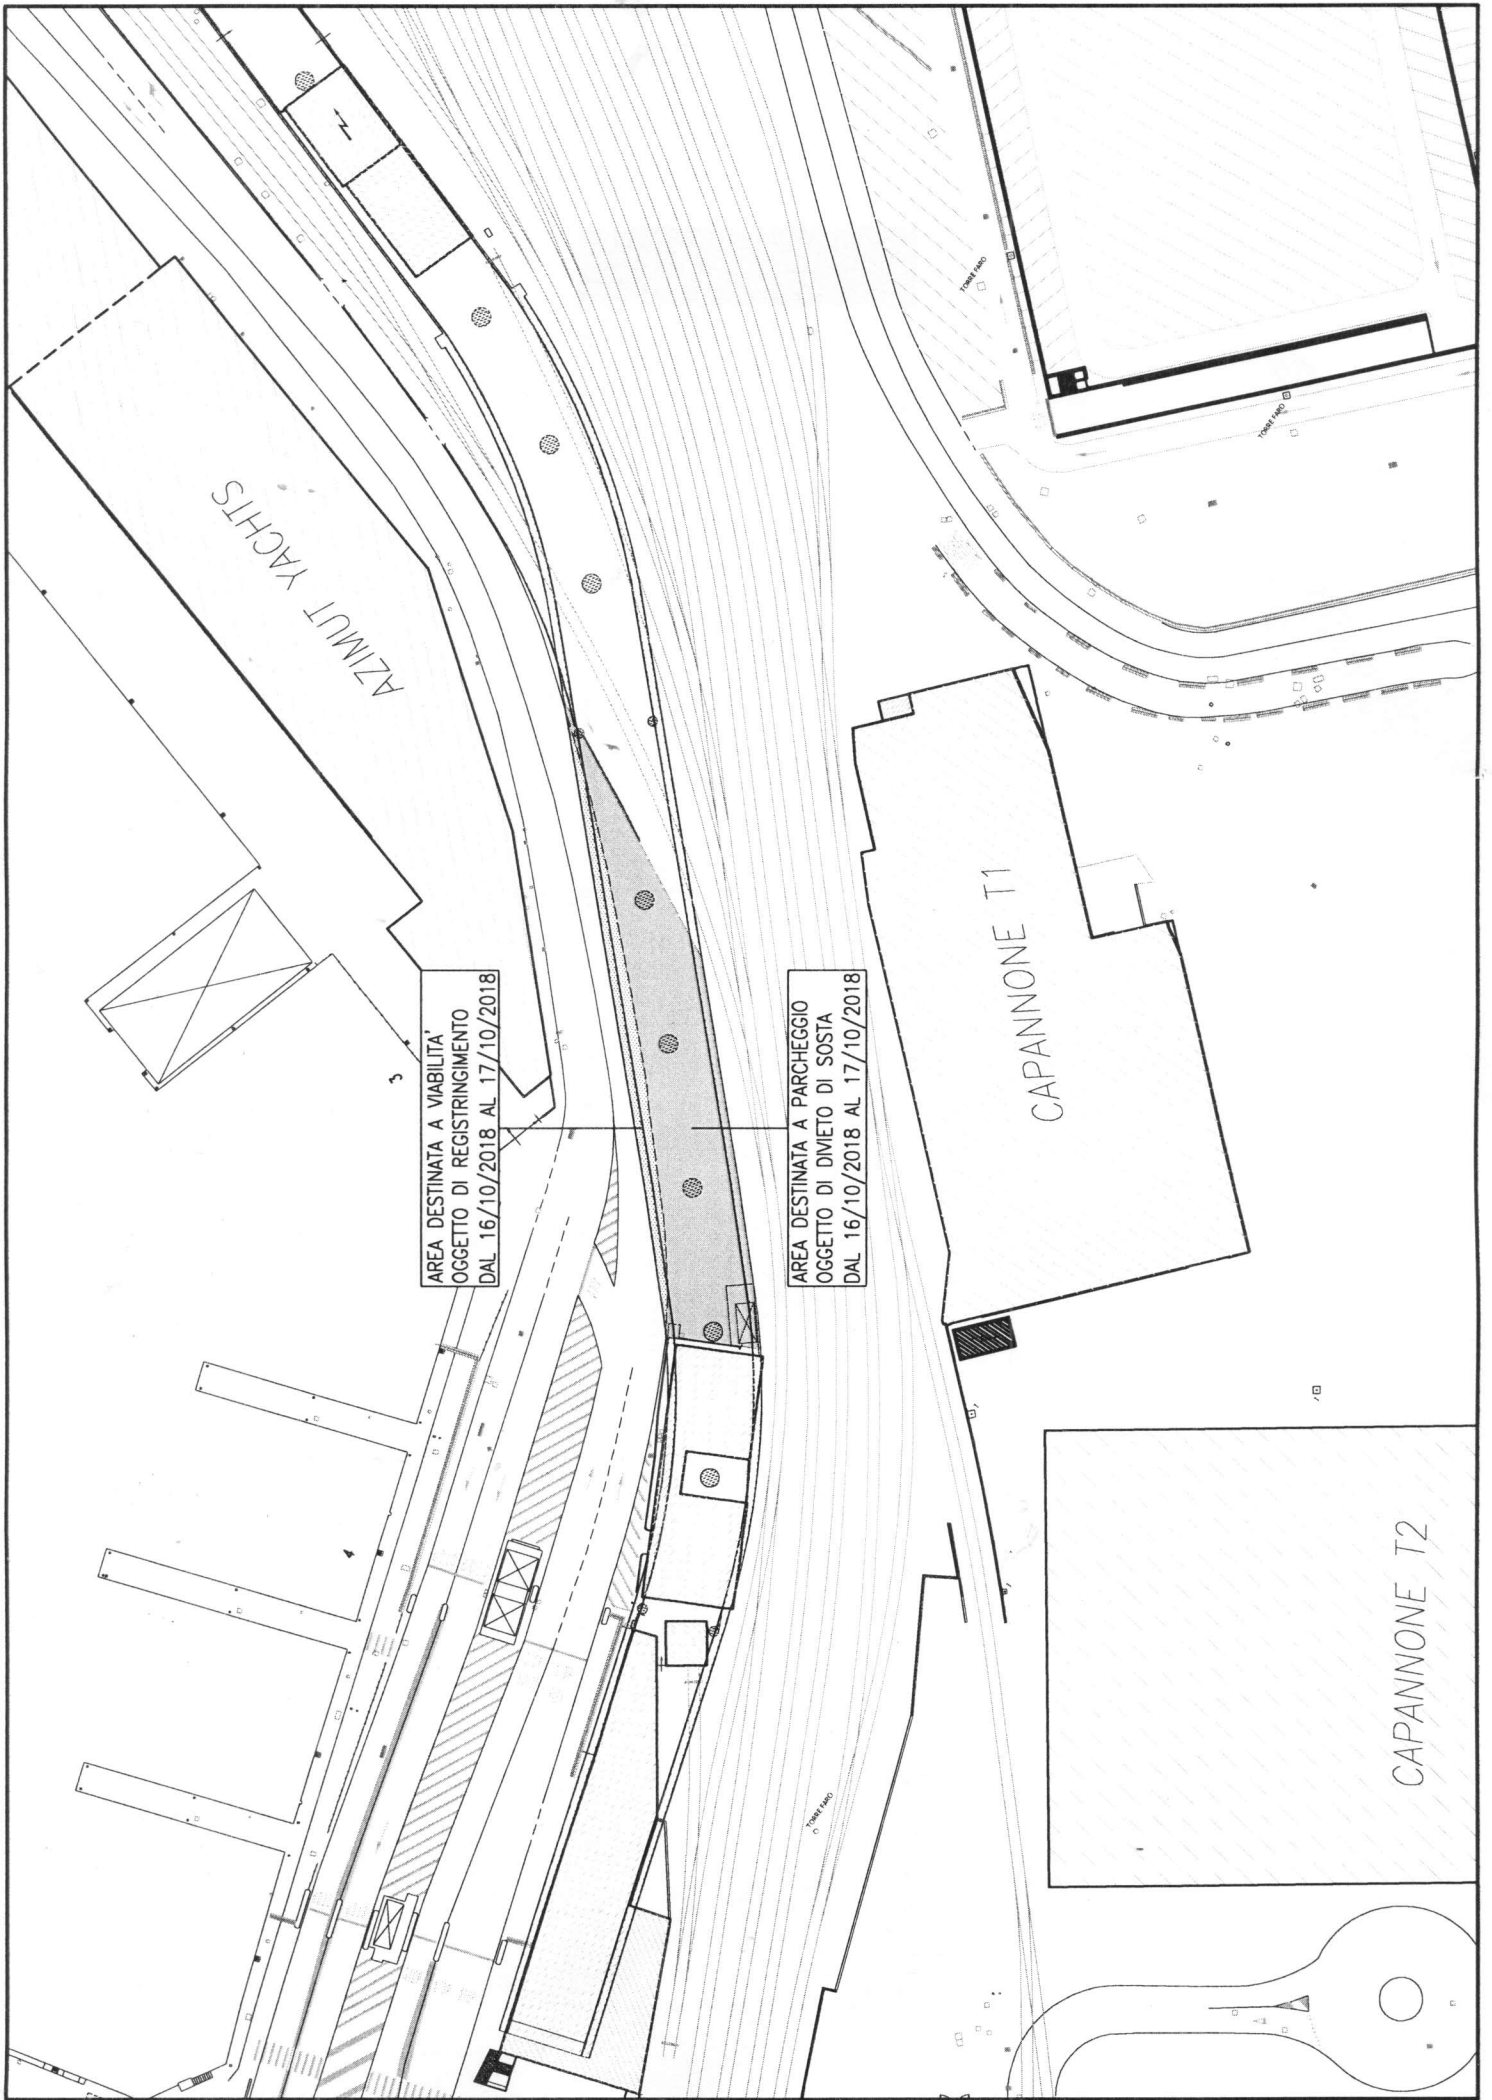 AZIMUT YACHTS
AREA DESTINATA A VIABILITA'
OGGETTO DI REGISTRINGIMENTO
DAL 16/10/2018 AL 17/10/2018
AREA DESTINATA A PARCHEGGIO
OGGETTO DI DIVIETO DI SOSTA
DAL 16/10/2018 AL 17/10/2018
CAPANNONE T1
CAPANNONE T2
TORRE FARO
TORRE FARO
TORRE FARO
3
4